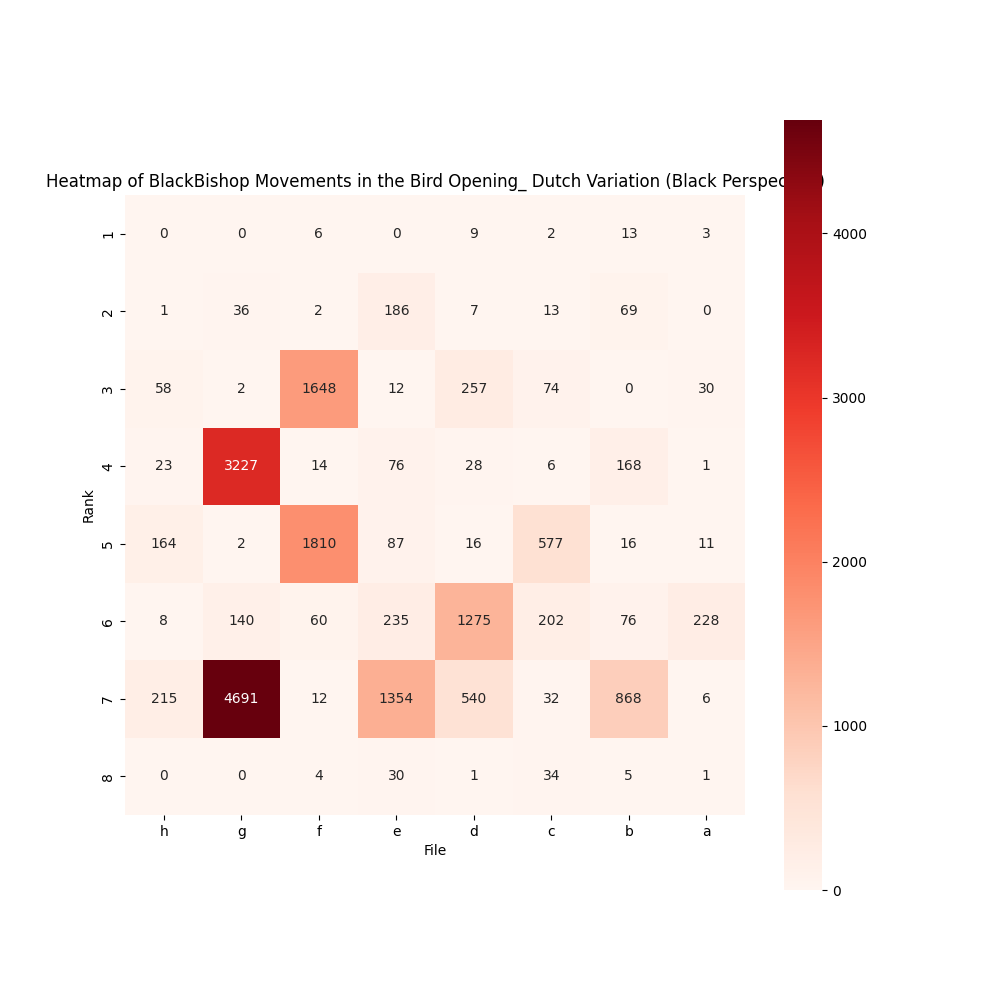 Heatmap of BlackBishop Movements in the Bird Opening_ Dutch Variation (Black Perspec)
1 0 0 6 0 9 2 13 3
2 1 36 2 186 7 13 69 0
3 58 2 1648 12 257 74 0 30
4 23 3227 14 76 28 6 168 1
5 164 2 1810 87 16 577 16 11
6 8 140 60 235 1275 202 76 228
7 215 4691 12 1354 540 32 868 6
8 0 0 4 30 1 34 5 1
h g f e d c b a
File
Rank
4000
3000
2000
1000
0